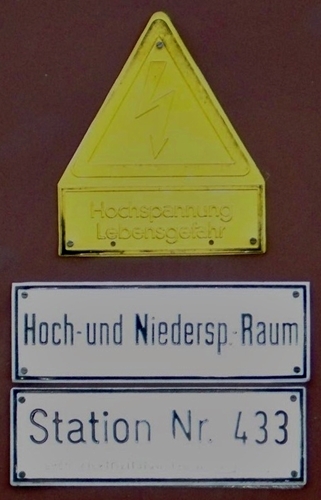 Hochspannung
Lebensgefahr
Hoch-und Niedersp.-Raum
Station Nr. 433